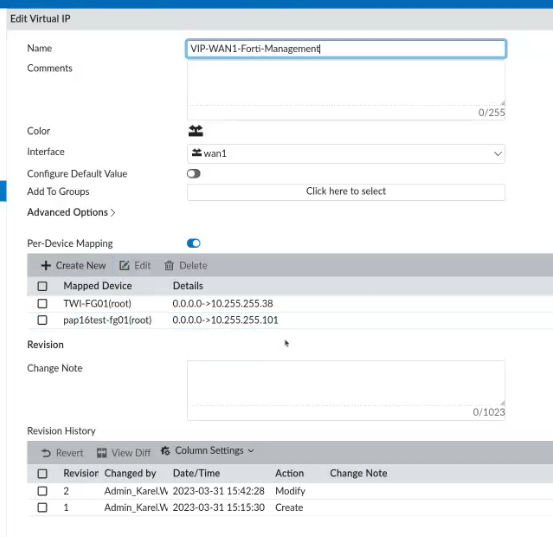 Edit Virtual IP
Name VIP-WAN1-Forti-Management
Comments
0/255
Color
Interface wan1
Configure Default Value
Add To Groups Click here to select
Advanced Options >
Per-Device Mapping
Create New Edit Delete
Mapped Device Details
TWI-FG01(root) 0.0.0.0->10.255.255.38
pap16test-fg01(root) 0.0.0.0->10.255.255.101
Revision
Change Note
0/1023
Revision History
Revert View Diff Column Settings
Revision Changed by Date/Time Action Change Note
2 Admin_Karel.W 2023-03-31 15:42:28 Modify
1 Admin_Karel.W 2023-03-31 15:15:30 Create